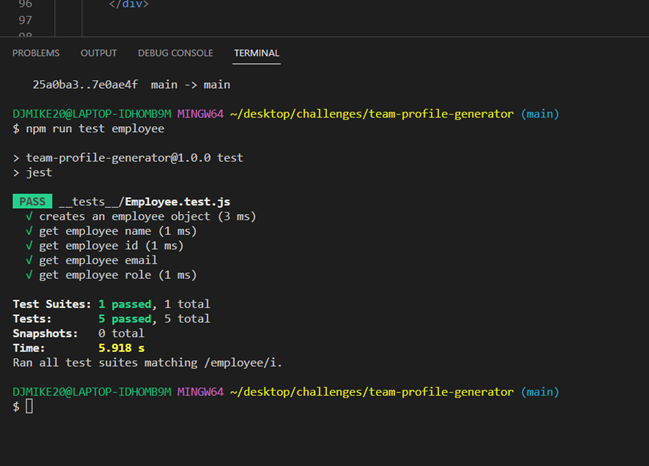 96 </div>
97
98
PROBLEMS OUTPUT DEBUG CONSOLE TERMINAL
25a0ba3..7e0ae4f main -> main
DJMIKE20@LAPTOP-IDHOMB9M MINGW64 ~/desktop/challenges/team-profile-generator (main)
$ npm run test employee
> team-profile-generator@1.0.0 test
> jest
PASS __tests__/Employee.test.js
√ creates an employee object (3 ms)
√ get employee name (1 ms)
√ get employee id (1 ms)
√ get employee email
√ get employee role (1 ms)
Test Suites: 1 passed, 1 total
Tests: 5 passed, 5 total
Snapshots: 0 total
Time: 5.918 s
Ran all test suites matching /employee/i.
DJMIKE20@LAPTOP-IDHOMB9M MINGW64 ~/desktop/challenges/team-profile-generator (main)
$